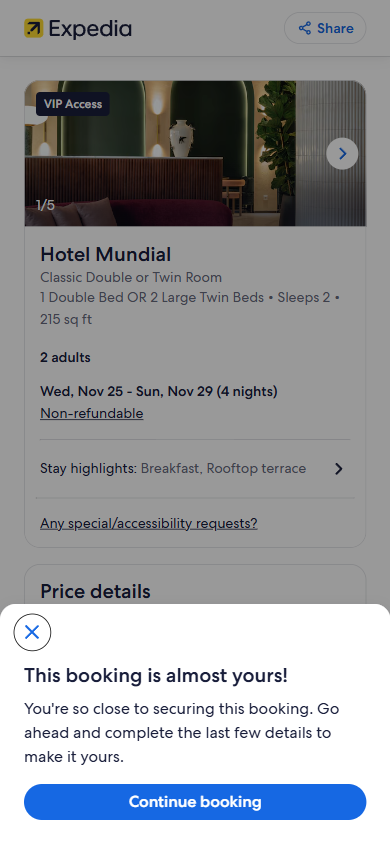 Expedia
Share
VIP Access
1/5
Hotel Mundial
Classic Double or Twin Room
1 Double Bed OR 2 Large Twin Beds • Sleeps 2 •
215 sq ft
2 adults
Wed, Nov 25 - Sun, Nov 29 (4 nights)
Non-refundable
Stay highlights: Breakfast, Rooftop terrace
Any special/accessibility requests?
Price details
This booking is almost yours!
You're so close to securing this booking. Go
ahead and complete the last few details to
make it yours.
Continue booking